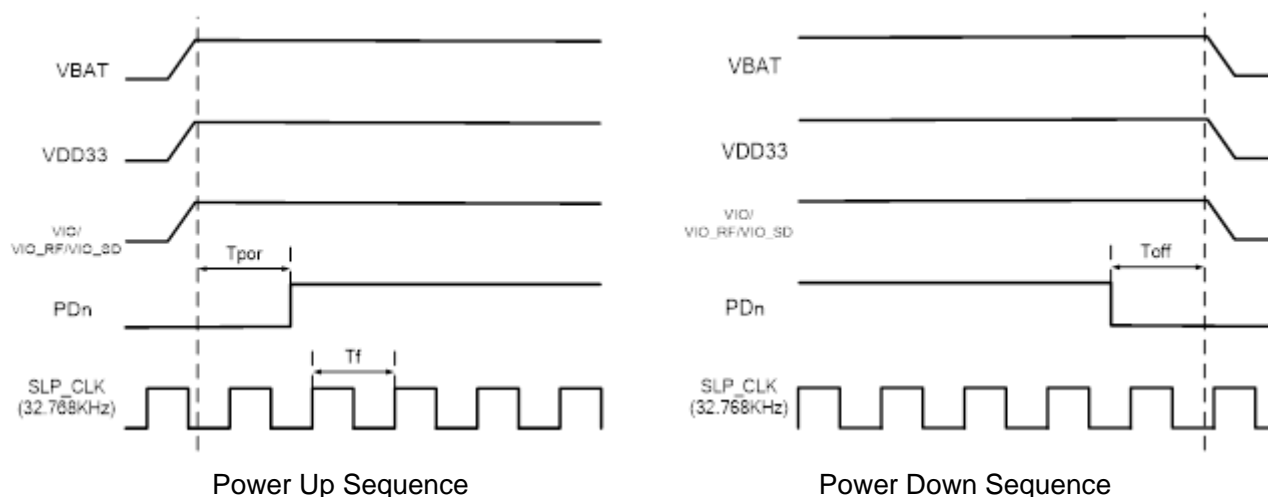 VBAT
VDD33
VIO/
VIO_RF/VIO_SD
Tpor
PDn
Tf
SLP_CLK
(32.768KHz)
Power Up Sequence
VBAT
VDD33
VIO/
VIO_RF/VIO_SD
Toff
PDn
SLP_CLK
(32.768KHz)
Power Down Sequence